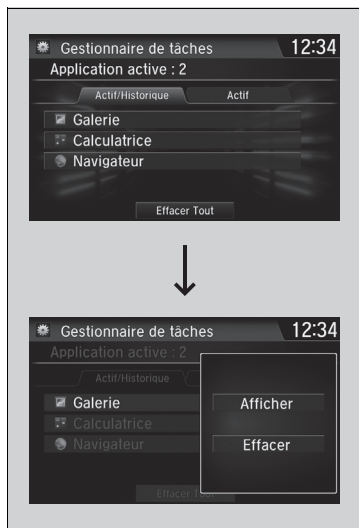 Gestionnaire de tâches 12:34
Application active : 2
Actif/Historique Actif
Galerie
Calculatrice
Navigateur
Effacer Tout
Gestionnaire de tâches 12:34
Application active : 2
Actif/Historique
Galerie Afficher
Calculatrice
Navigateur Effacer
Effacer Tout